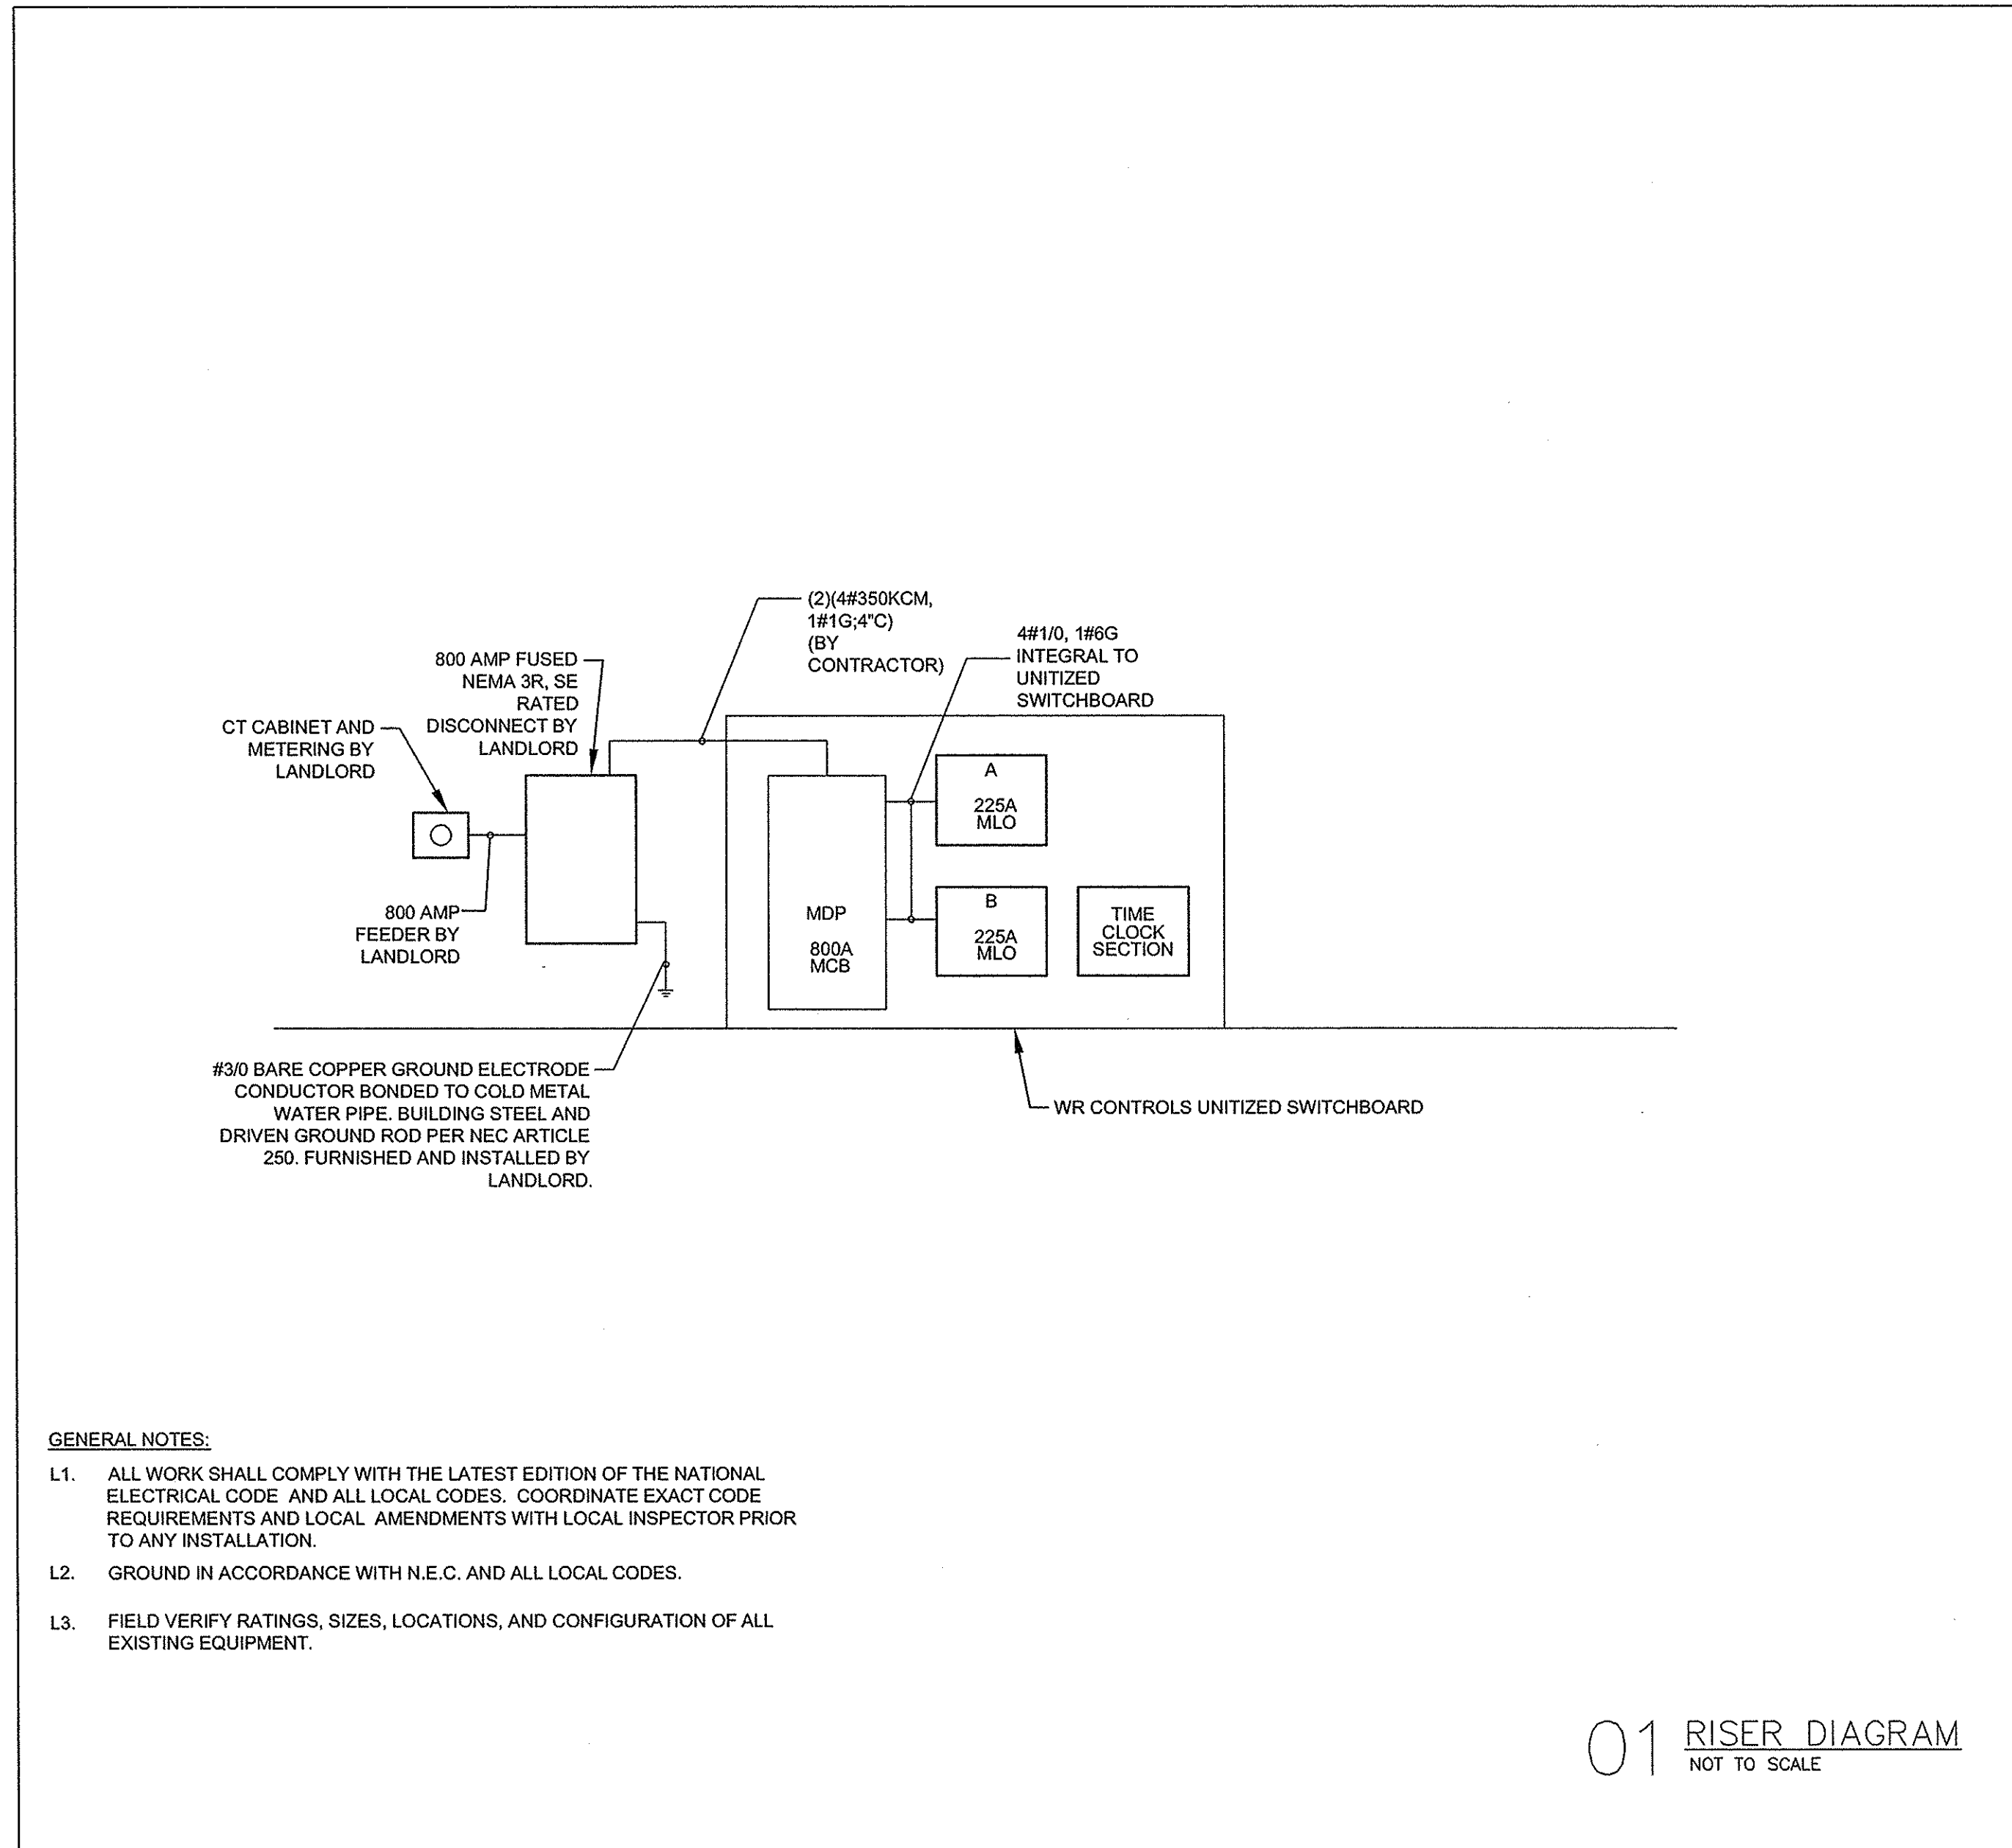 (2)(4#350KCM,
1#1G;4"C)
(BY
CONTRACTOR)
4#1/0, 1#6G
INTEGRAL TO
UNITIZED
SWITCHBOARD
800 AMP FUSED
NEMA 3R, SE
RATED
DISCONNECT BY
LANDLORD
CT CABINET AND
METERING BY
LANDLORD
A
225A
MLO
800 AMP
FEEDER BY
LANDLORD
MDP
800A
MCB
B
225A
MLO
TIME
CLOCK
SECTION
#3/0 BARE COPPER GROUND ELECTRODE
CONDUCTOR BONDED TO COLD METAL
WATER PIPE. BUILDING STEEL AND
DRIVEN GROUND ROD PER NEC ARTICLE
250. FURNISHED AND INSTALLED BY
LANDLORD.
WR CONTROLS UNITIZED SWITCHBOARD
GENERAL NOTES:
L1. ALL WORK SHALL COMPLY WITH THE LATEST EDITION OF THE NATIONAL
ELECTRICAL CODE AND ALL LOCAL CODES. COORDINATE EXACT CODE
REQUIREMENTS AND LOCAL AMENDMENTS WITH LOCAL INSPECTOR PRIOR
TO ANY INSTALLATION.
L2. GROUND IN ACCORDANCE WITH N.E.C. AND ALL LOCAL CODES.
L3. FIELD VERIFY RATINGS, SIZES, LOCATIONS, AND CONFIGURATION OF ALL
EXISTING EQUIPMENT.
01 RISER DIAGRAM
NOT TO SCALE